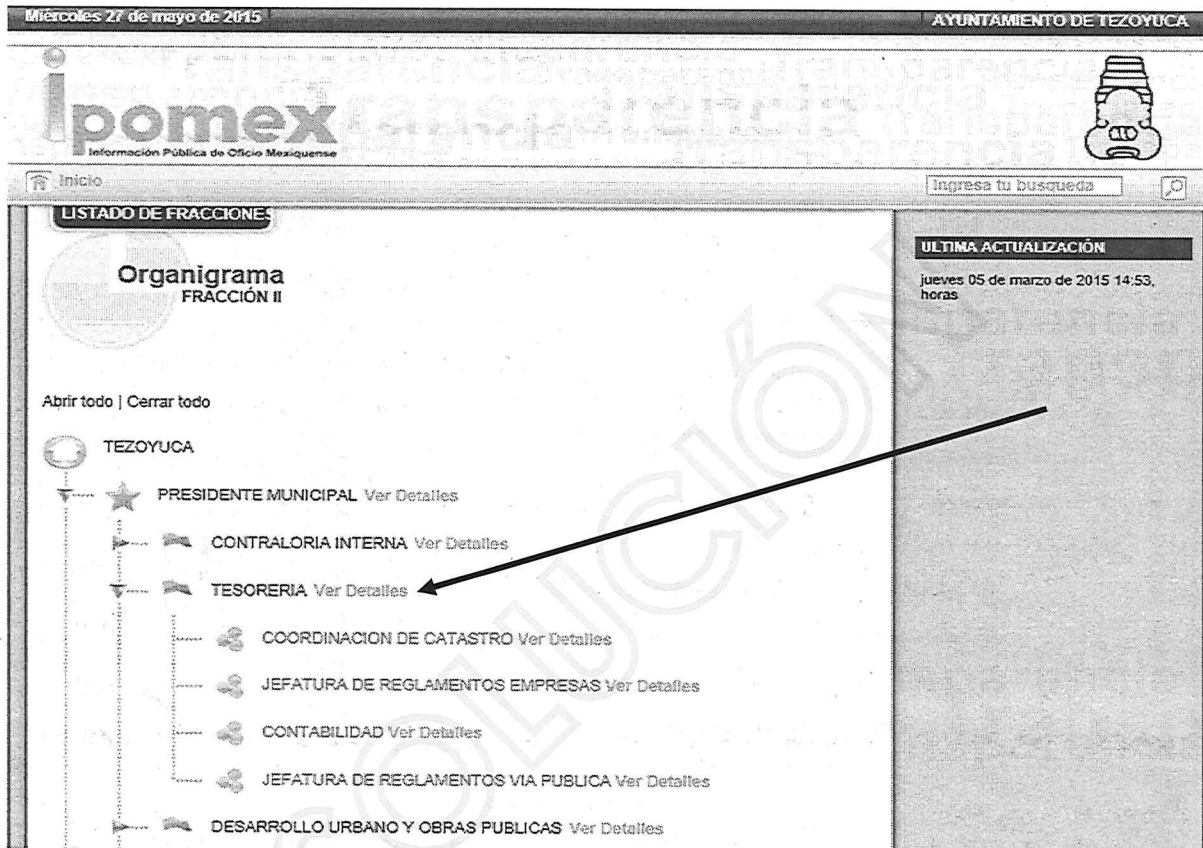 Miércoles 27 de mayo de 2015
AYUNTAMIENTO DE TEZOYUCA
Ipomex
Transparencia
Información Pública de Oficio Mexiquense
Inicio
Ingresa tu busqueda
LISTADO DE FRACCIONES
Organigrama
FRACCIÓN II
ULTIMA ACTUALIZACIÓN
jueves 05 de marzo de 2015 14:53,
horas
Abrir todo | Cerrar todo
TEZOYUCA
PRESIDENTE MUNICIPAL Ver Detalles
CONTRALORIA INTERNA Ver Detalles
TESORERIA Ver Detalles
COORDINACION DE CATASTRO Ver Detalles
JEFATURA DE REGLAMENTOS EMPRESAS Ver Detalles
CONTABILIDAD Ver Detalles
JEFATURA DE REGLAMENTOS VIA PUBLICA Ver Detalles
DESARROLLO URBANO Y OBRAS PUBLICAS Ver Detalles
OLUCIÓN